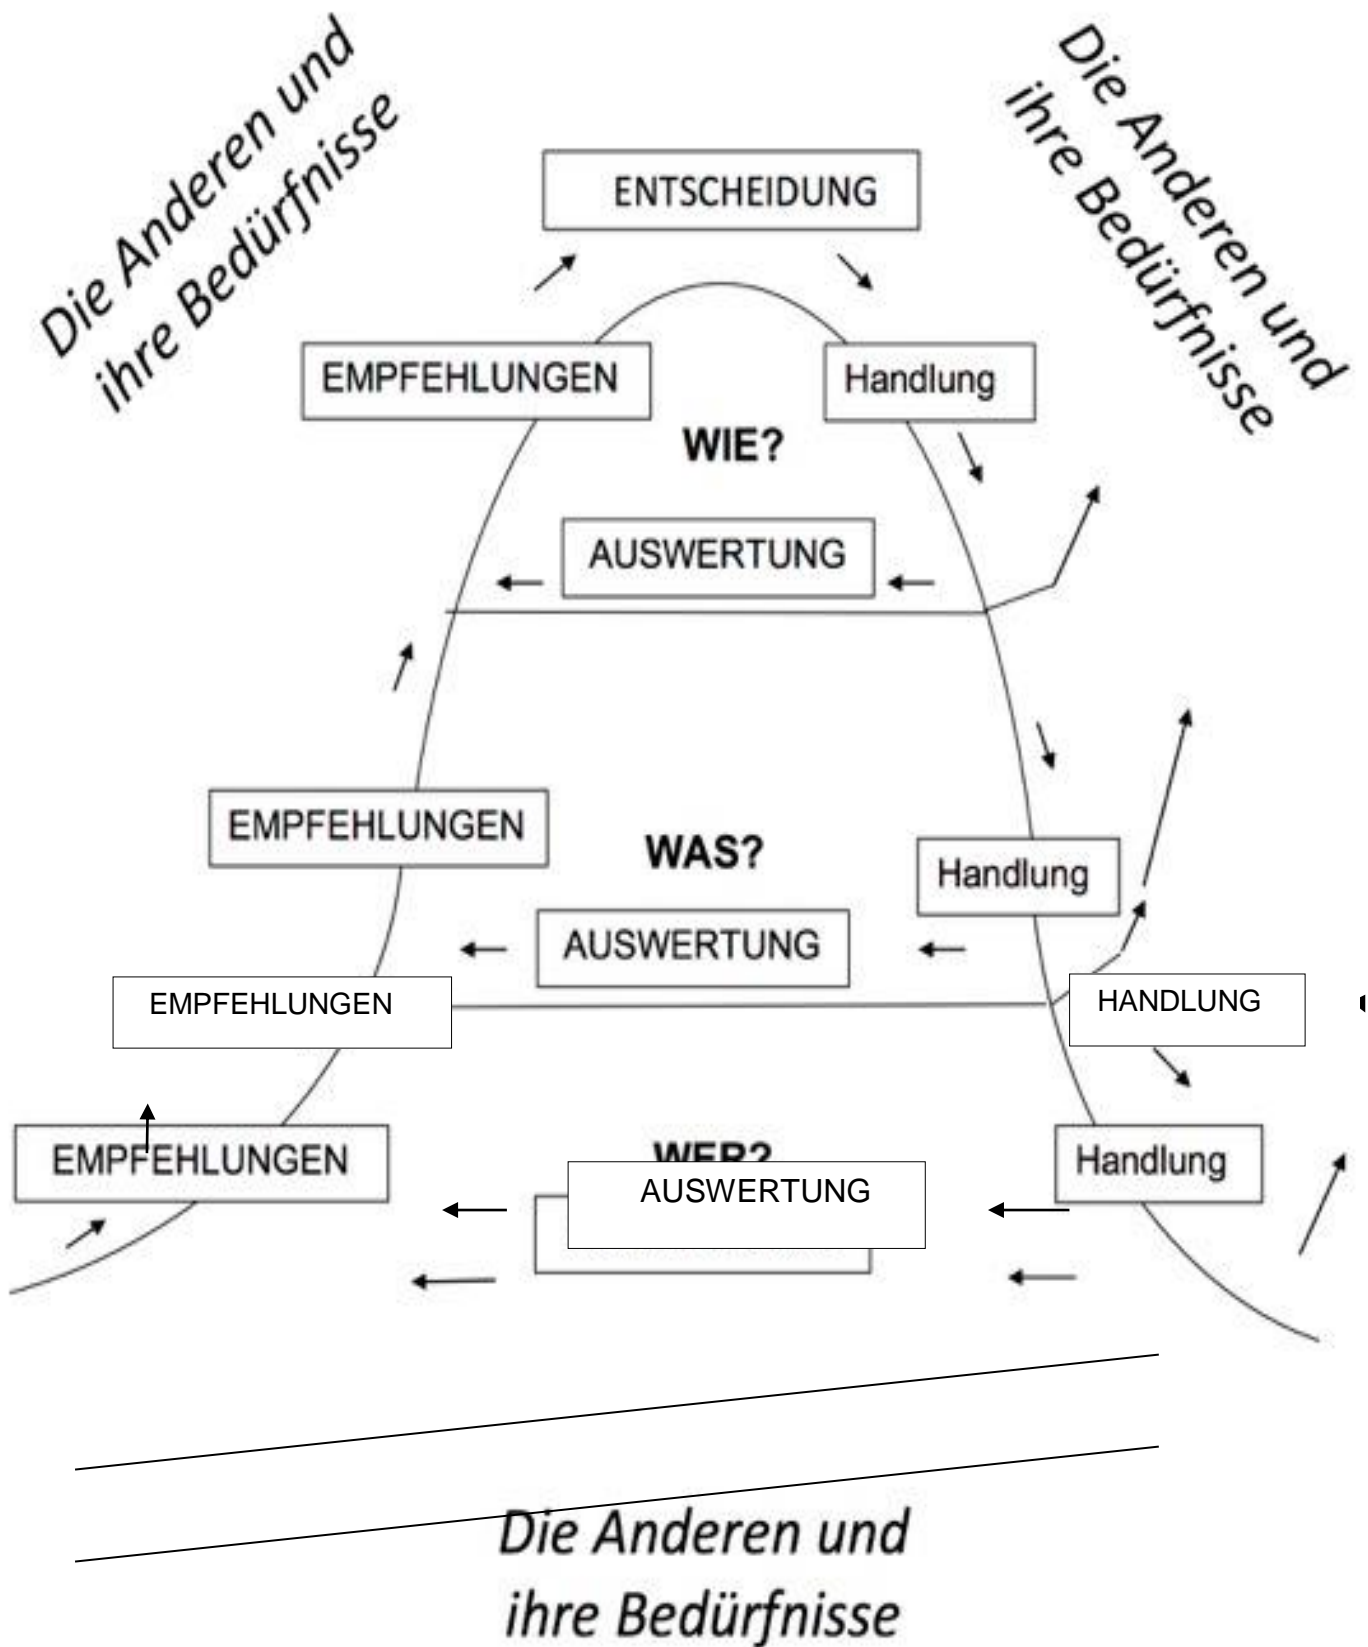 Die Anderen und
ihre Bedürfnisse
Die Anderen und
ihre Bedürfnisse
ENTSCHEIDUNG
EMPFEHLUNGEN
Handlung
WIE?
AUSWERTUNG
EMPFEHLUNGEN
WAS?
Handlung
AUSWERTUNG
EMPFEHLUNGEN
HANDLUNG
EMPFEHLUNGEN
WER?
Handlung
AUSWERTUNG
Die Anderen und
ihre Bedürfnisse